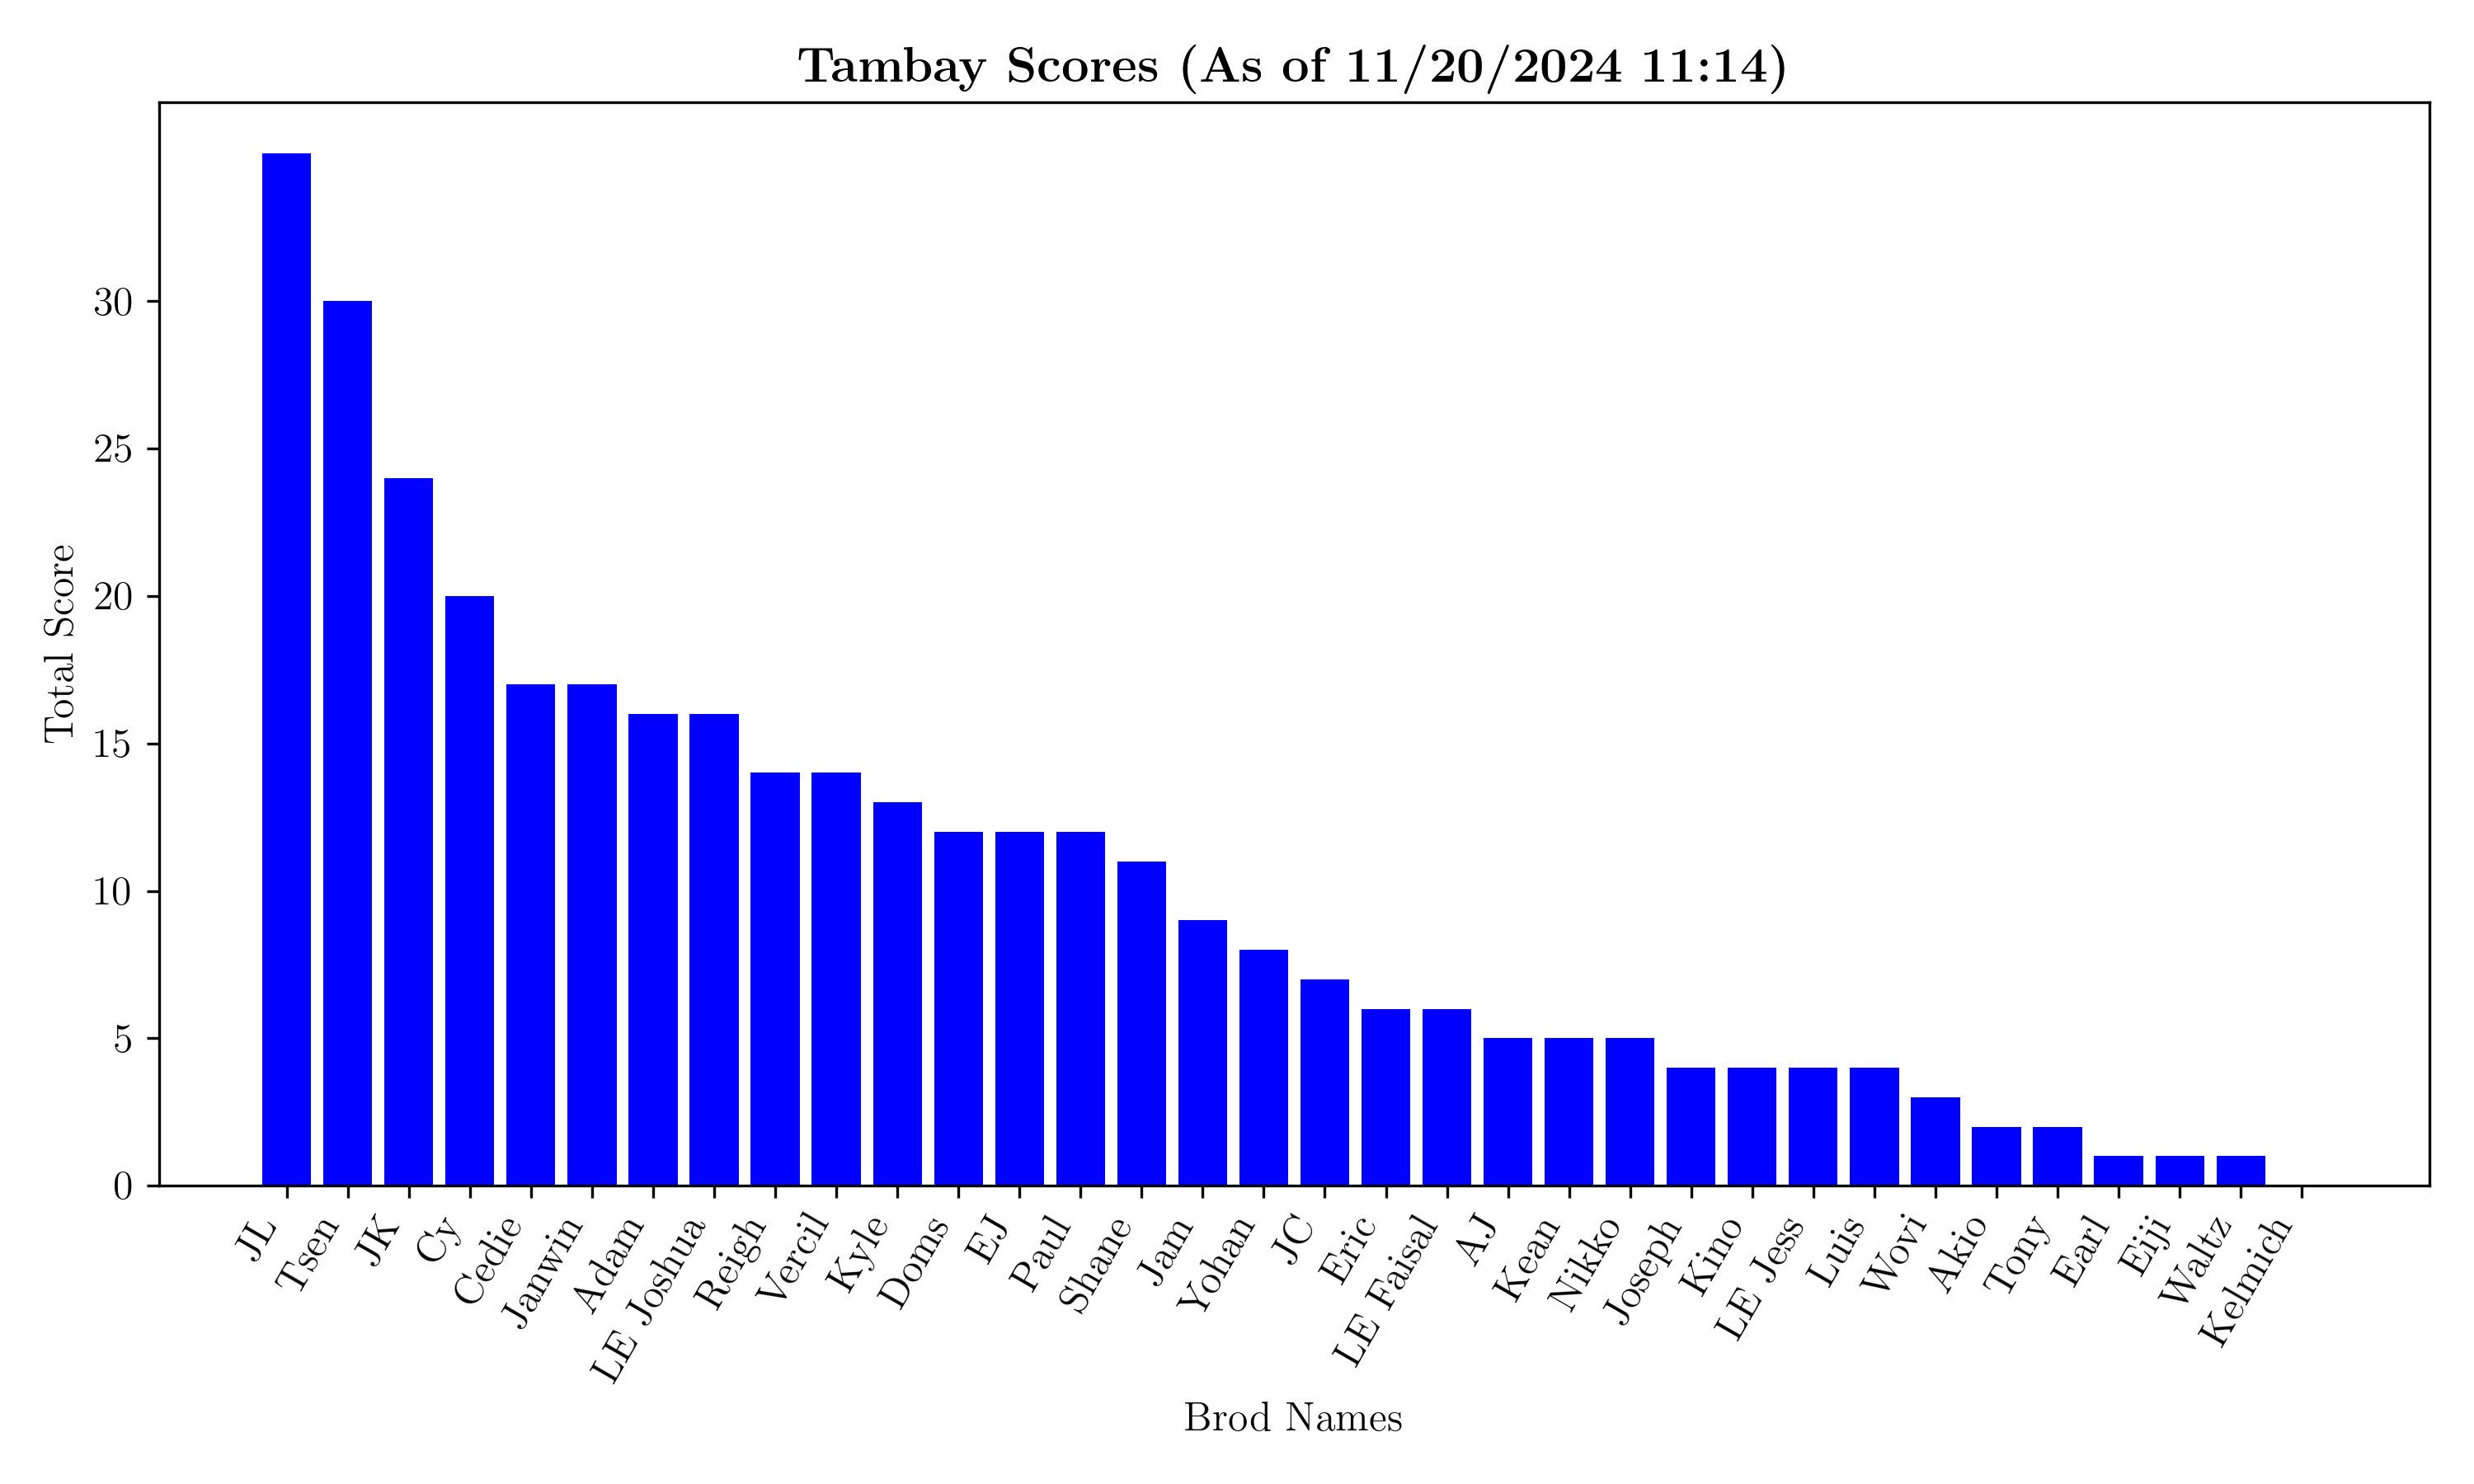 Tambay Scores (As of 11/20/2024 11:14)
Total Score
30
25
20
15
10
5
0
JL
Tsen
JK
Cy
Cedie
Janwin
Adam
LE Joshua
Reigh
Vercil
Kyle
Doms
EJ
Paul
Shane
Jam
Yohan
JC
Eric
LE Faisal
AJ
Kean
Nikko
Joseph
Kino
LE Jess
Luis
Wovi
Akio
Tony
Earl
Eiji
Waltz
Kelmich
Brod Names